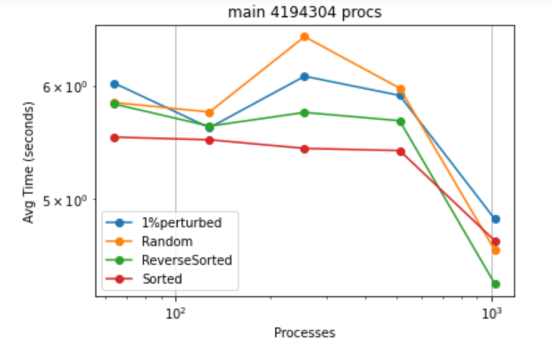 main 4194304 procs
Avg Time (seconds)
6 × 10⁰
5 × 10⁰
1%perturbed
Random
ReverseSorted
Sorted
10² 10³
Processes